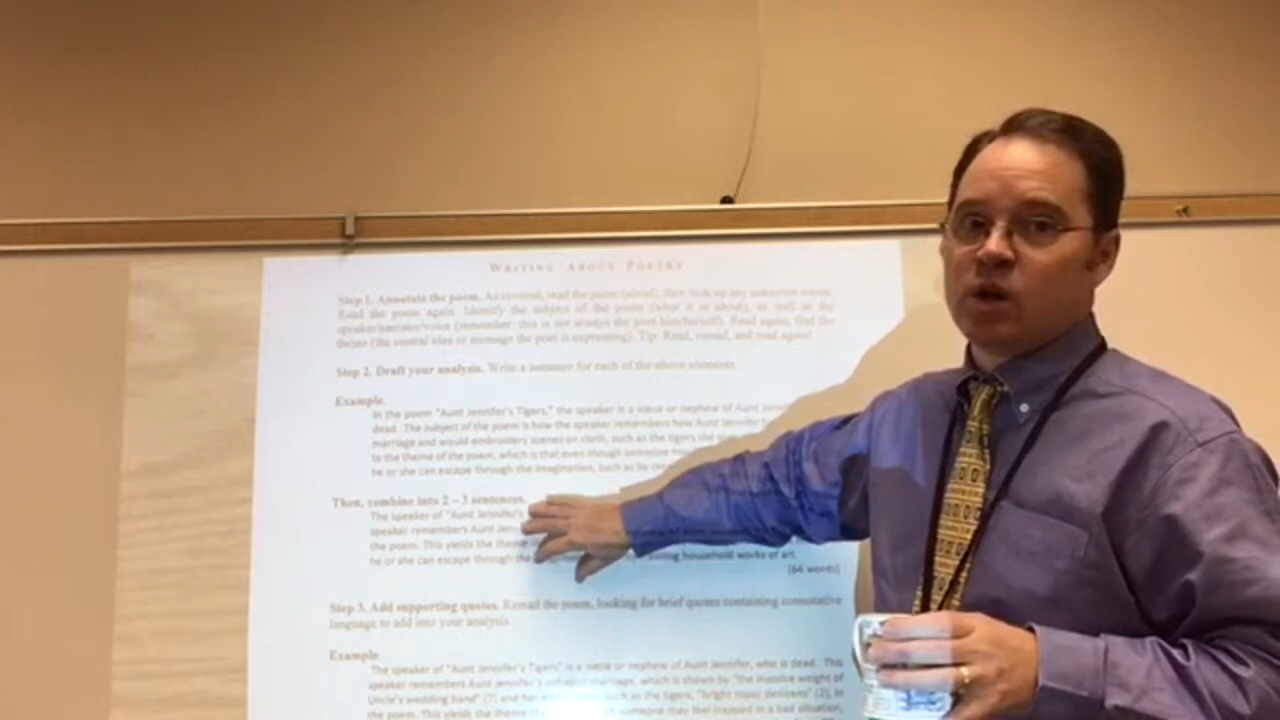 WRITING ABOUT POETRY
Step 1. Annotate the poem. As covered, read the poem (aloud), then look up any unknown words.
Read the poem again. Identify the subject of the poem (what it is about), as well as the
speaker/narrator/voice (remember: this is not always the poet him/herself). Read again, find the
theme (the central idea or message the poet is expressing). Tip: Read, reread, and read again!
Step 2. Draft your analysis. Write a sentence for each of the above elements.
Example.
In the poem "Aunt Jennifer's Tigers," the speaker is a niece or nephew of Aunt
dead. The subject of the poem is how the speaker remembers how Aunt Jennifer
marriage and would embroider scenes on cloth, such as the tigers the
to the theme of the poem, which is that even though someone
he or she can escape through the imagination, such as by
Then, combine into 2 – 3 sentences.
The speaker of "Aunt Jennifer's
speaker remembers Aunt
the poem. This yields the theme
he or she can escape through the household works of art.
(64 words)
Step 3. Add supporting quotes. Reread the poem, looking for brief quotes containing connotative
language to add into your analysis.
Example.
The speaker of "Aunt Jennifer's Tigers" is a niece or nephew of Aunt Jennifer, who is dead. This
speaker remembers Aunt Jennifer's unhappy marriage, which is shown by "the massive weight of
Uncle's wedding band" (7) and her such as the tigers, "bright topaz denizens" (2), in
the poem. This yields the theme someone may feel trapped in a bad situation,